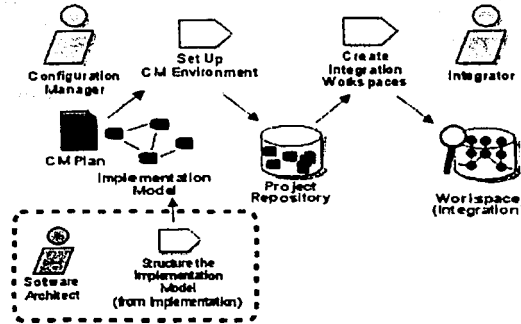 Configuration
Manager
Set Up
CM Environment
Create
Integration
Workspaces
Integrator
CM Plan
Implementation
Model
Project
Repository
Workspace
(Integration
Sotware
Architect
Structure the
Implementation
Model
(from Implementation)